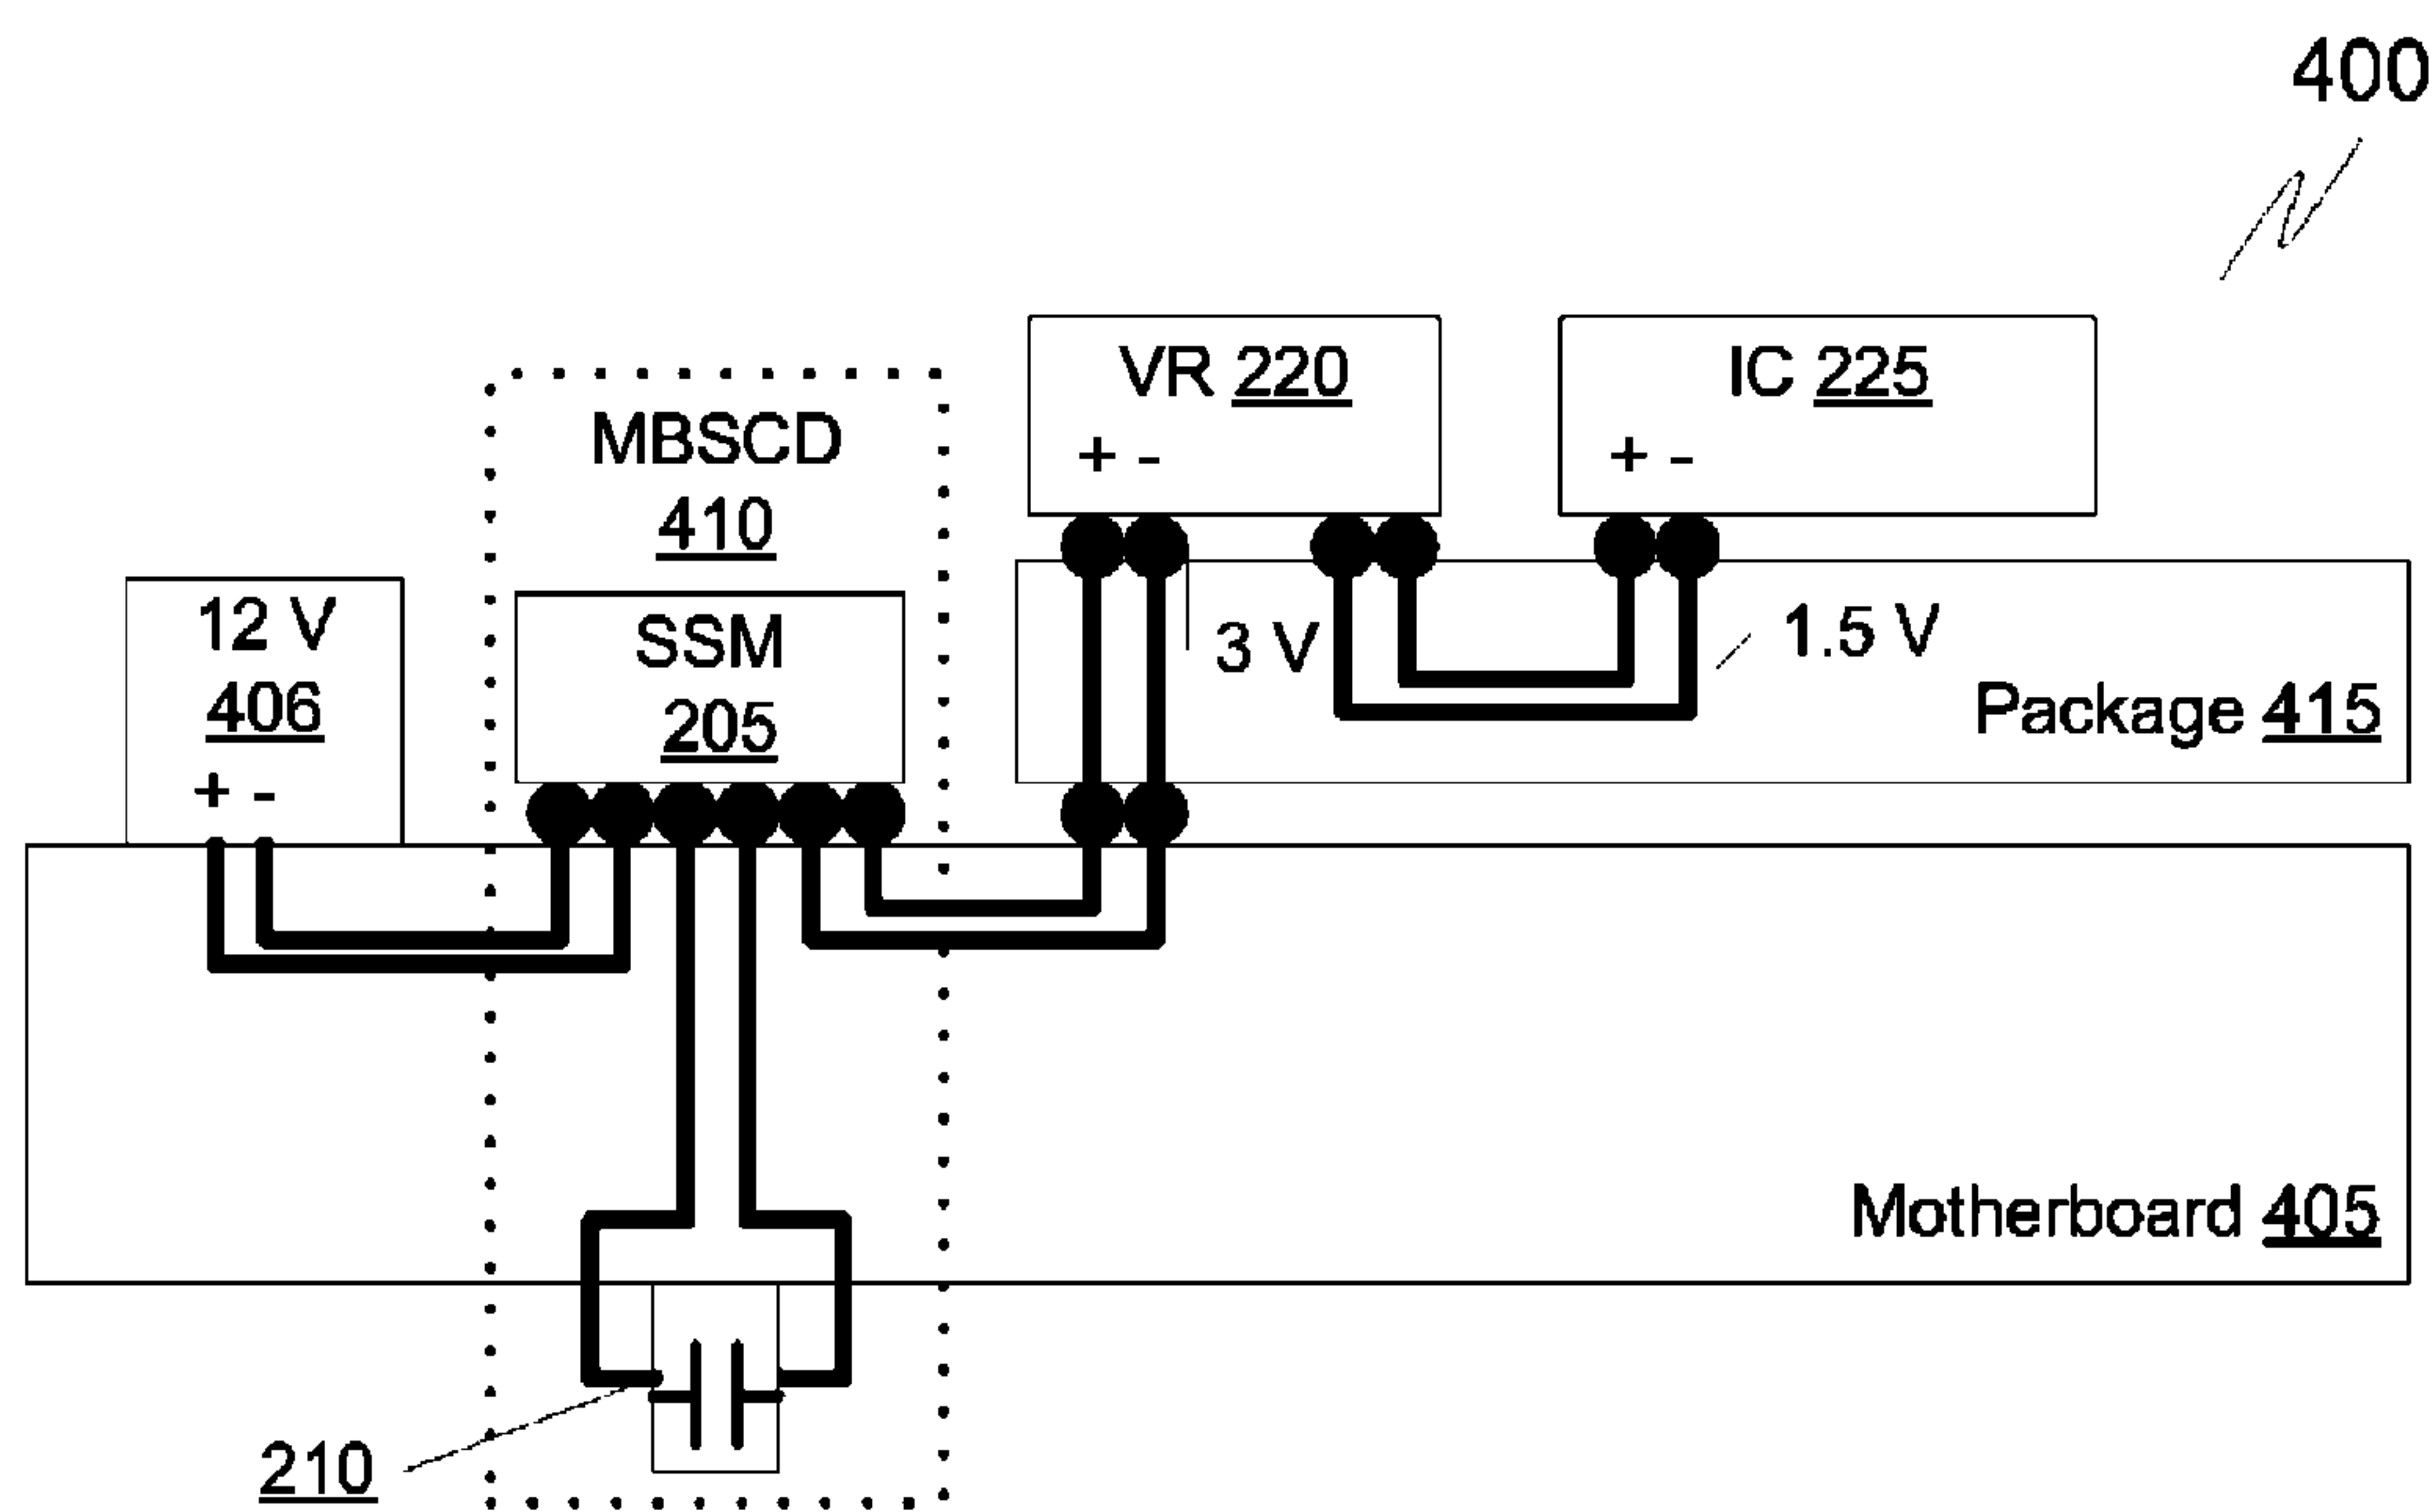 400
VR 220
+ -
IC 225
+ -
MBSCD
410
12 V
406
+ -
SSM
205
3 V
1.5 V
Package 415
Motherboard 405
210